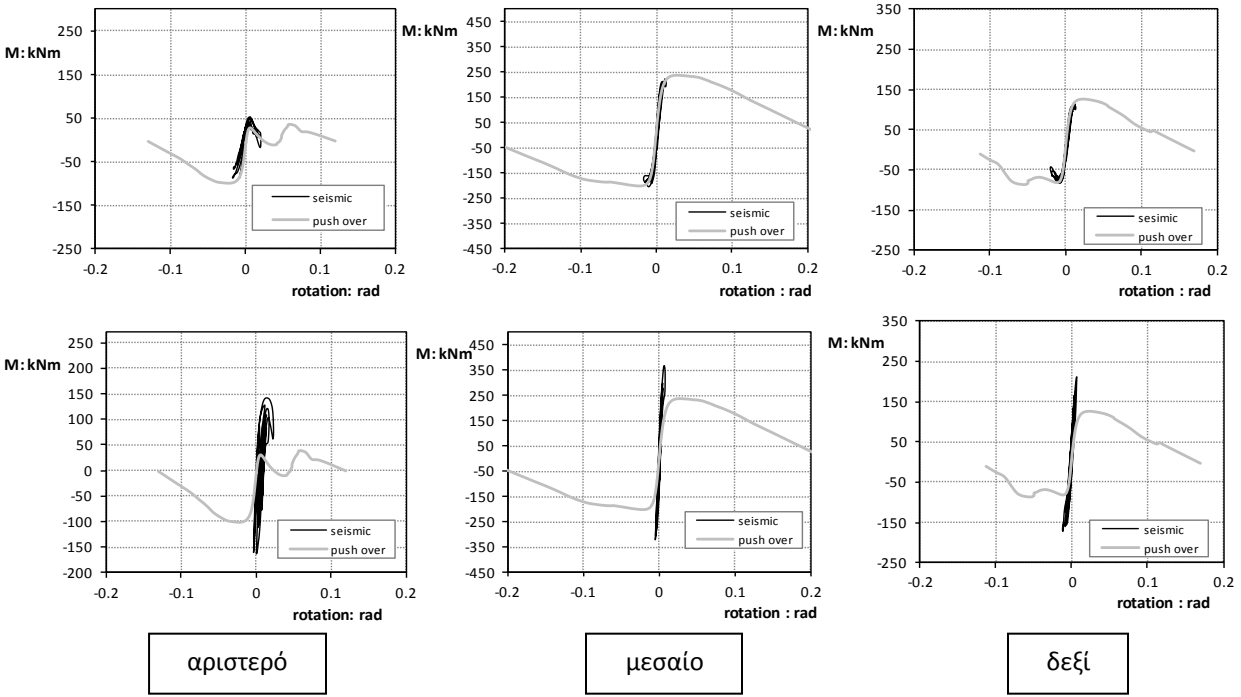 M: kNm
250
150
50
-50
-150
-250
-0.2 -0.1 0 0.1 0.2
rotation: rad
seismic
push over
M: kNm
450
350
250
150
50
-50
-150
-250
-350
-450
-0.2 -0.1 0 0.1 0.2
rotation : rad
seismic
push over
M: kNm
350
250
150
50
-50
-150
-250
-0.2 -0.1 0 0.1 0.2
rotation : rad
sesimic
push over
M: kNm
250
200
150
100
50
0
-50
-100
-150
-200
-0.2 -0.1 0 0.1 0.2
rotation: rad
seismic
push over
M: kNm
450
350
250
150
50
-50
-150
-250
-350
-450
-0.2 -0.1 0 0.1 0.2
rotation : rad
seismic
push over
M: kNm
350
250
150
50
-50
-150
-250
-0.2 -0.1 0 0.1 0.2
rotation : rad
seismic
push over
αριστερό
μεσαίο
δεξί